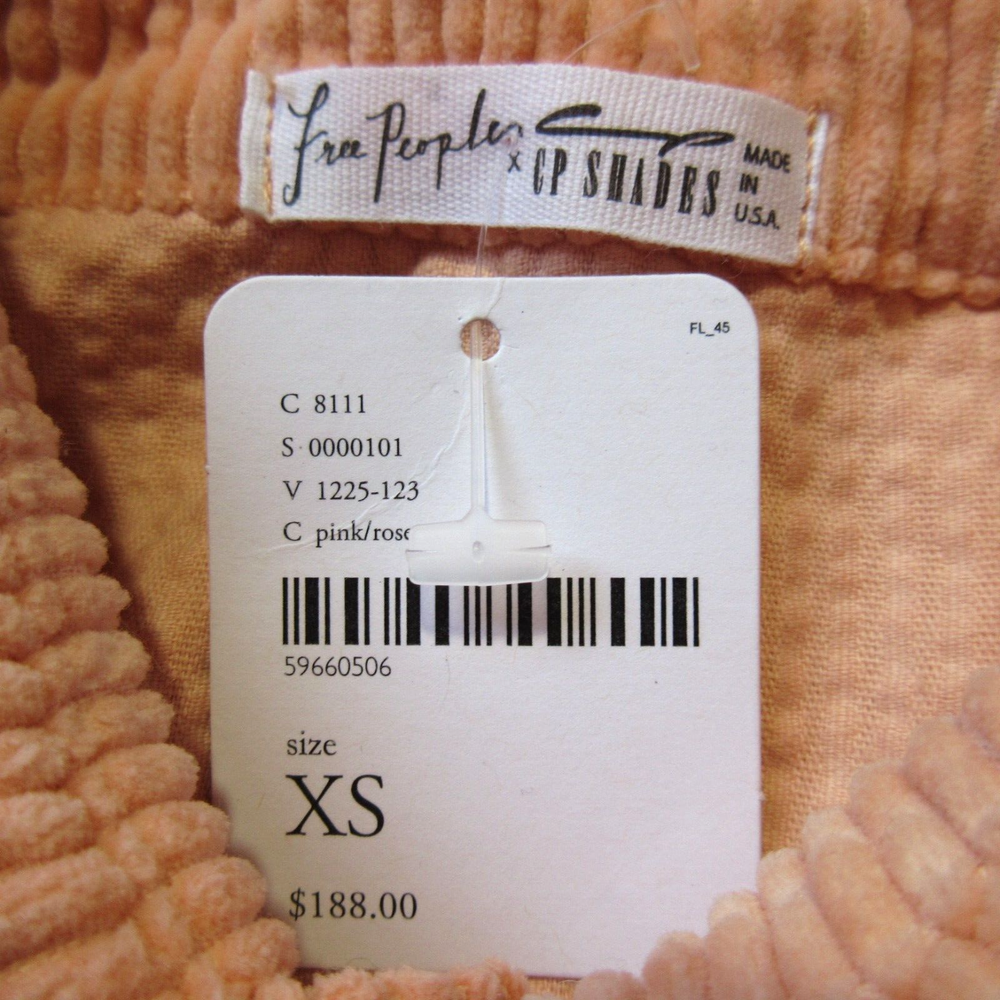 Free People x CP SHADES MADE IN U.S.A.
FL_45
C 8111
S 0000101
V 1225-123
C pink/rose
59660506
size
XS
$188.00